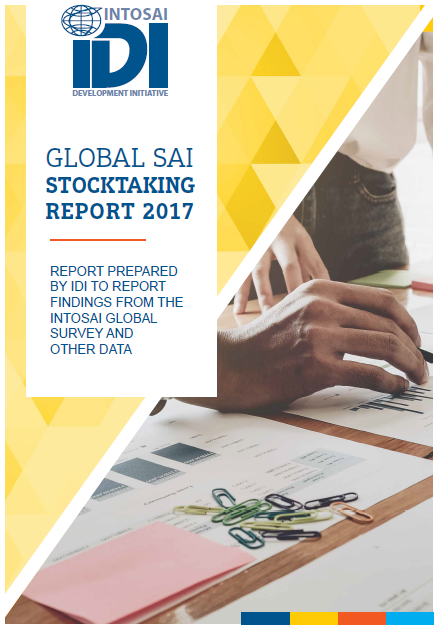 INTOSAI
IDI
DEVELOPMENT INITIATIVE
GLOBAL SAI
STOCKTAKING
REPORT 2017
REPORT PREPARED
BY IDI TO REPORT
FINDINGS FROM THE
INTOSAI GLOBAL
SURVEY AND
OTHER DATA